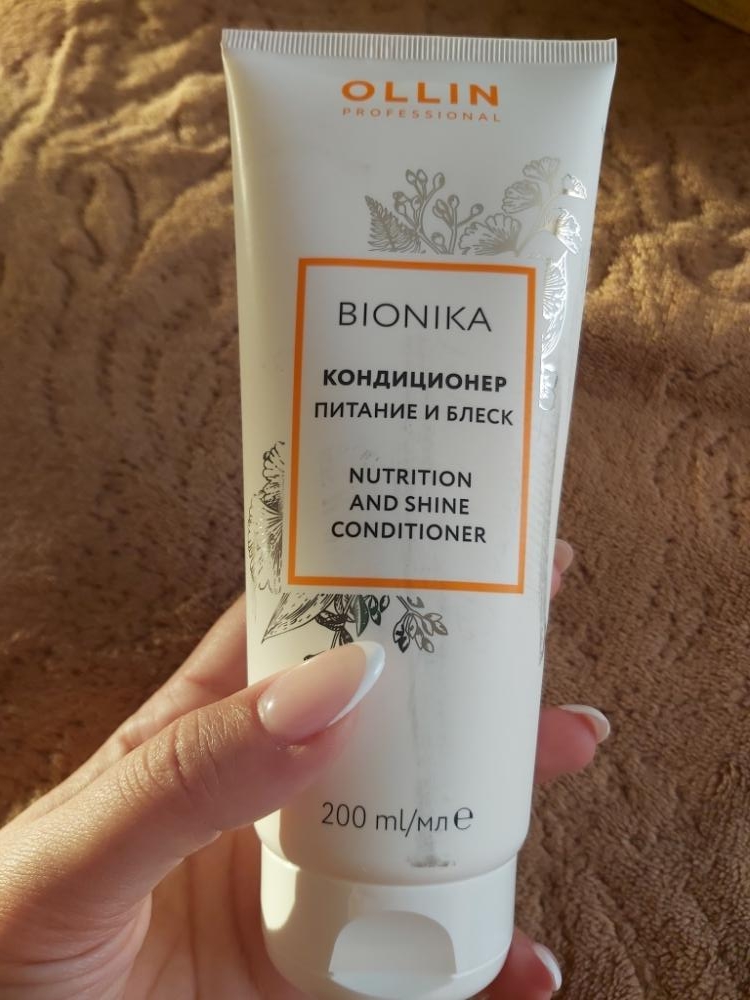 OLLIN
PROFESSIONAL
BIONIKA
КОНДИЦИОНЕР
ПИТАНИЕ И БЛЕСК
NUTRITION
AND SHINE
CONDITIONER
200 ml/мл ℮